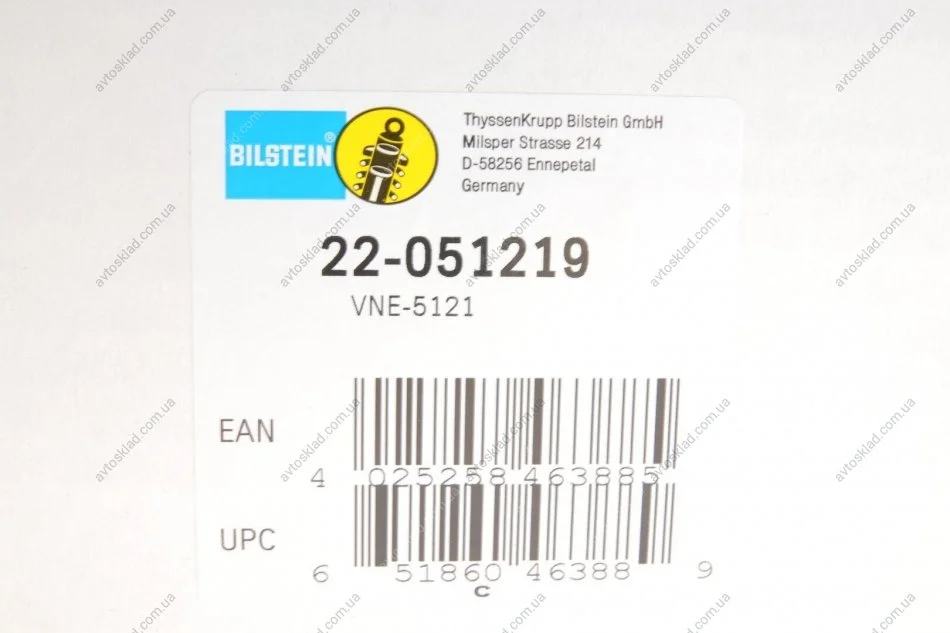 BILSTEIN®
ThyssenKrupp Bilstein GmbH
Milsper Strasse 214
D-58256 Ennepetal
Germany
22-051219
VNE-5121
EAN
4 025258 463885
UPC
6 51860 46388 9
C
avtosklad.com.ua